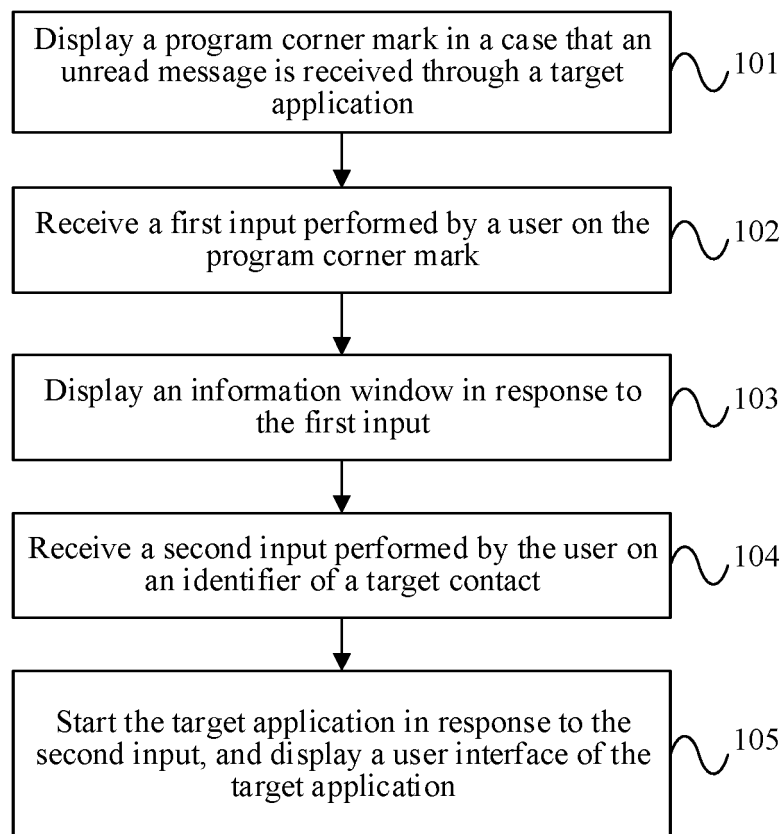 Display a program corner mark in a case that an
unread message is received through a target
application
101
Receive a first input performed by a user on the
program corner mark
102
Display an information window in response to
the first input
103
Receive a second input performed by the user on
an identifier of a target contact
104
Start the target application in response to the
second input, and display a user interface of the
target application
105